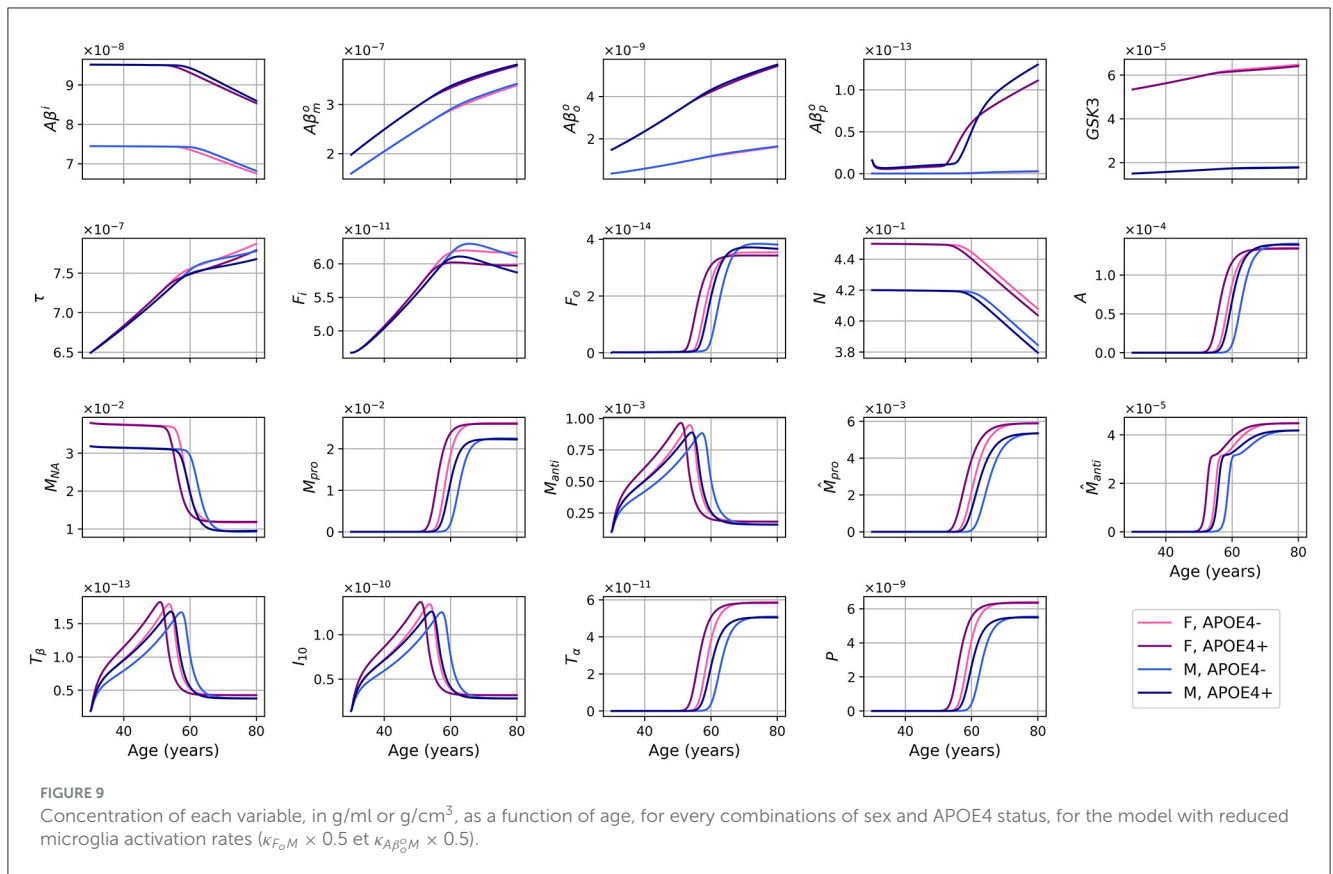 ×10⁻⁸ ×10⁻⁷ ×10⁻⁹ ×10⁻¹³ ×10⁻⁵
Aβⁱ 9 8 7
Aβᵒₘ 3 2
Aβᵒₒ 4 2
Aβᵒₚ 1.0 0.5 0.0
GSK3 6 4 2
×10⁻⁷ ×10⁻¹¹ ×10⁻¹⁴ ×10⁻¹ ×10⁻⁴
τ 7.5 7.0 6.5
Fᵢ 6.0 5.5 5.0
Fₒ 4 2 0
N 4.4 4.2 4.0 3.8
A 1.0 0.5 0.0
×10⁻² ×10⁻² ×10⁻³ ×10⁻³ ×10⁻⁵
M_NA 3 2 1
M_pro 2 1 0
M_anti 1.00 0.75 0.50 0.25
M̂_pro 6 4 2 0
M̂_anti 4 2 0
40 60 80
Age (years)
×10⁻¹³ ×10⁻¹⁰ ×10⁻¹¹ ×10⁻⁹
T_β 1.5 1.0 0.5
I₁₀ 1.0 0.5
T_α 6 4 2 0
P 6 4 2 0
40 60 80 40 60 80 40 60 80 40 60 80
Age (years) Age (years) Age (years) Age (years)
F, APOE4-
F, APOE4+
M, APOE4-
M, APOE4+
FIGURE 9
Concentration of each variable, in g/ml or g/cm³, as a function of age, for every combinations of sex and APOE4 status, for the model with reduced
microglia activation rates (κ_FₒM × 0.5 et κ_AβᵒₒM × 0.5).